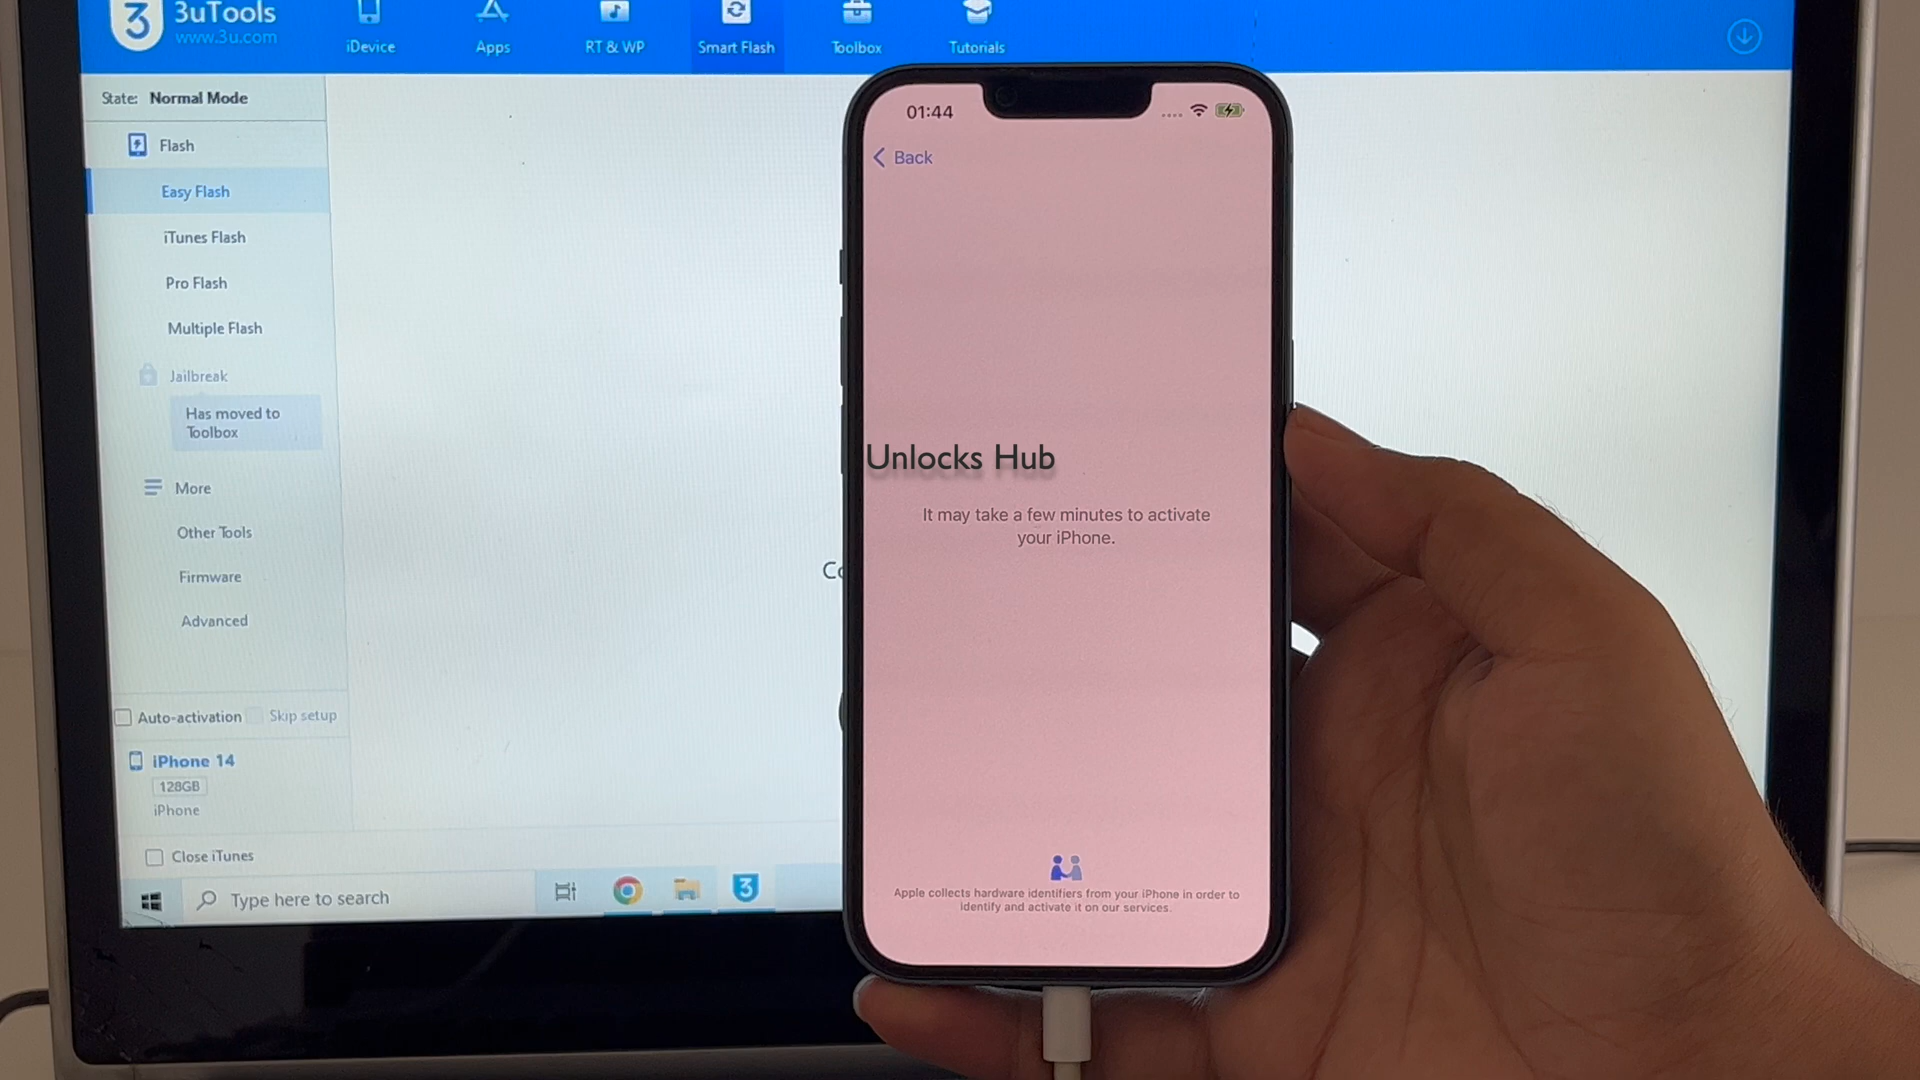 3
3uTools
www.3u.com
iDevice
Apps
RT & WP
Smart Flash
Toolbox
Tutorials
State: Normal Mode
Flash
Easy Flash
iTunes Flash
Pro Flash
Multiple Flash
Jailbreak
Has moved to
Toolbox
More
Other Tools
Firmware
Advanced
Auto-activation
Skip setup
iPhone 14
128GB
iPhone
Close iTunes
Type here to search
3
Co
01:44
Back
Unlocks Hub
It may take a few minutes to activate
your iPhone.
Apple collects hardware identifiers from your iPhone in order to
identify and activate it on our services.